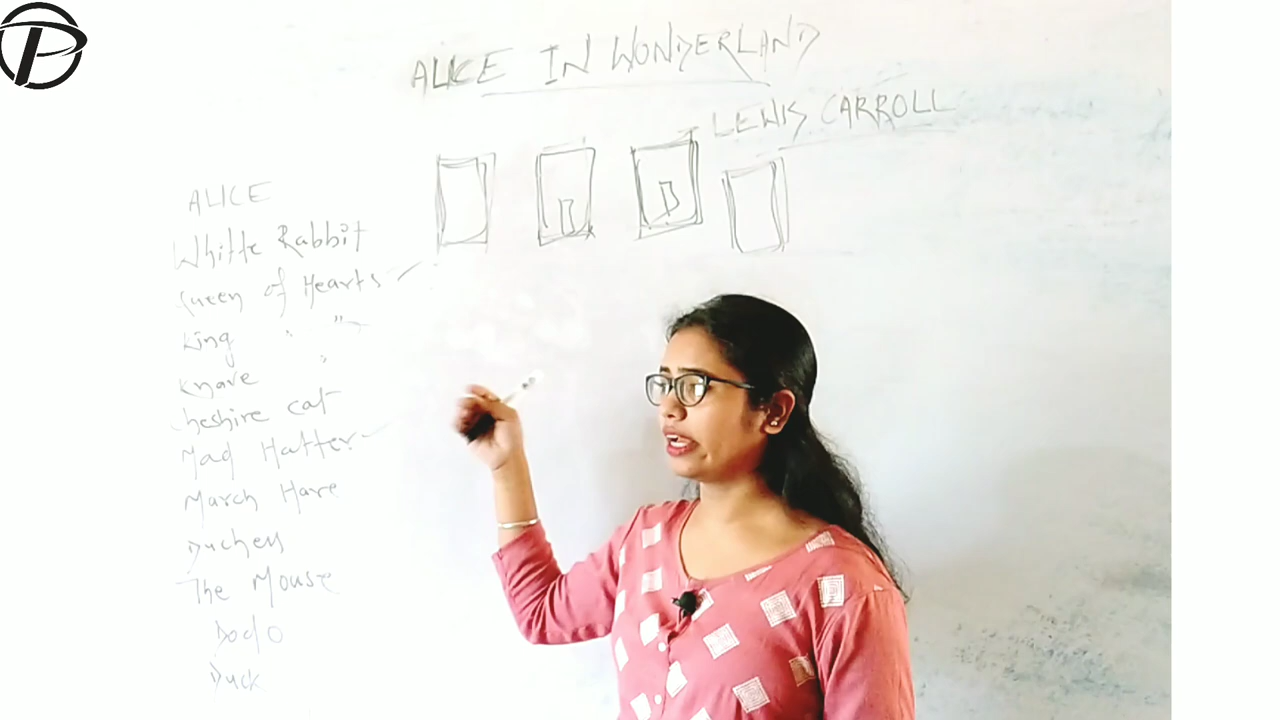 ALICE IN WONDERLAND
LEWIS CARROLL
ALICE
Whitte Rabbit
Queen of Hearts
King " "
Knave "
Cheshire cat
Mad Hatter
March Hare
Duchess
The Mouse
Dodo
Duck